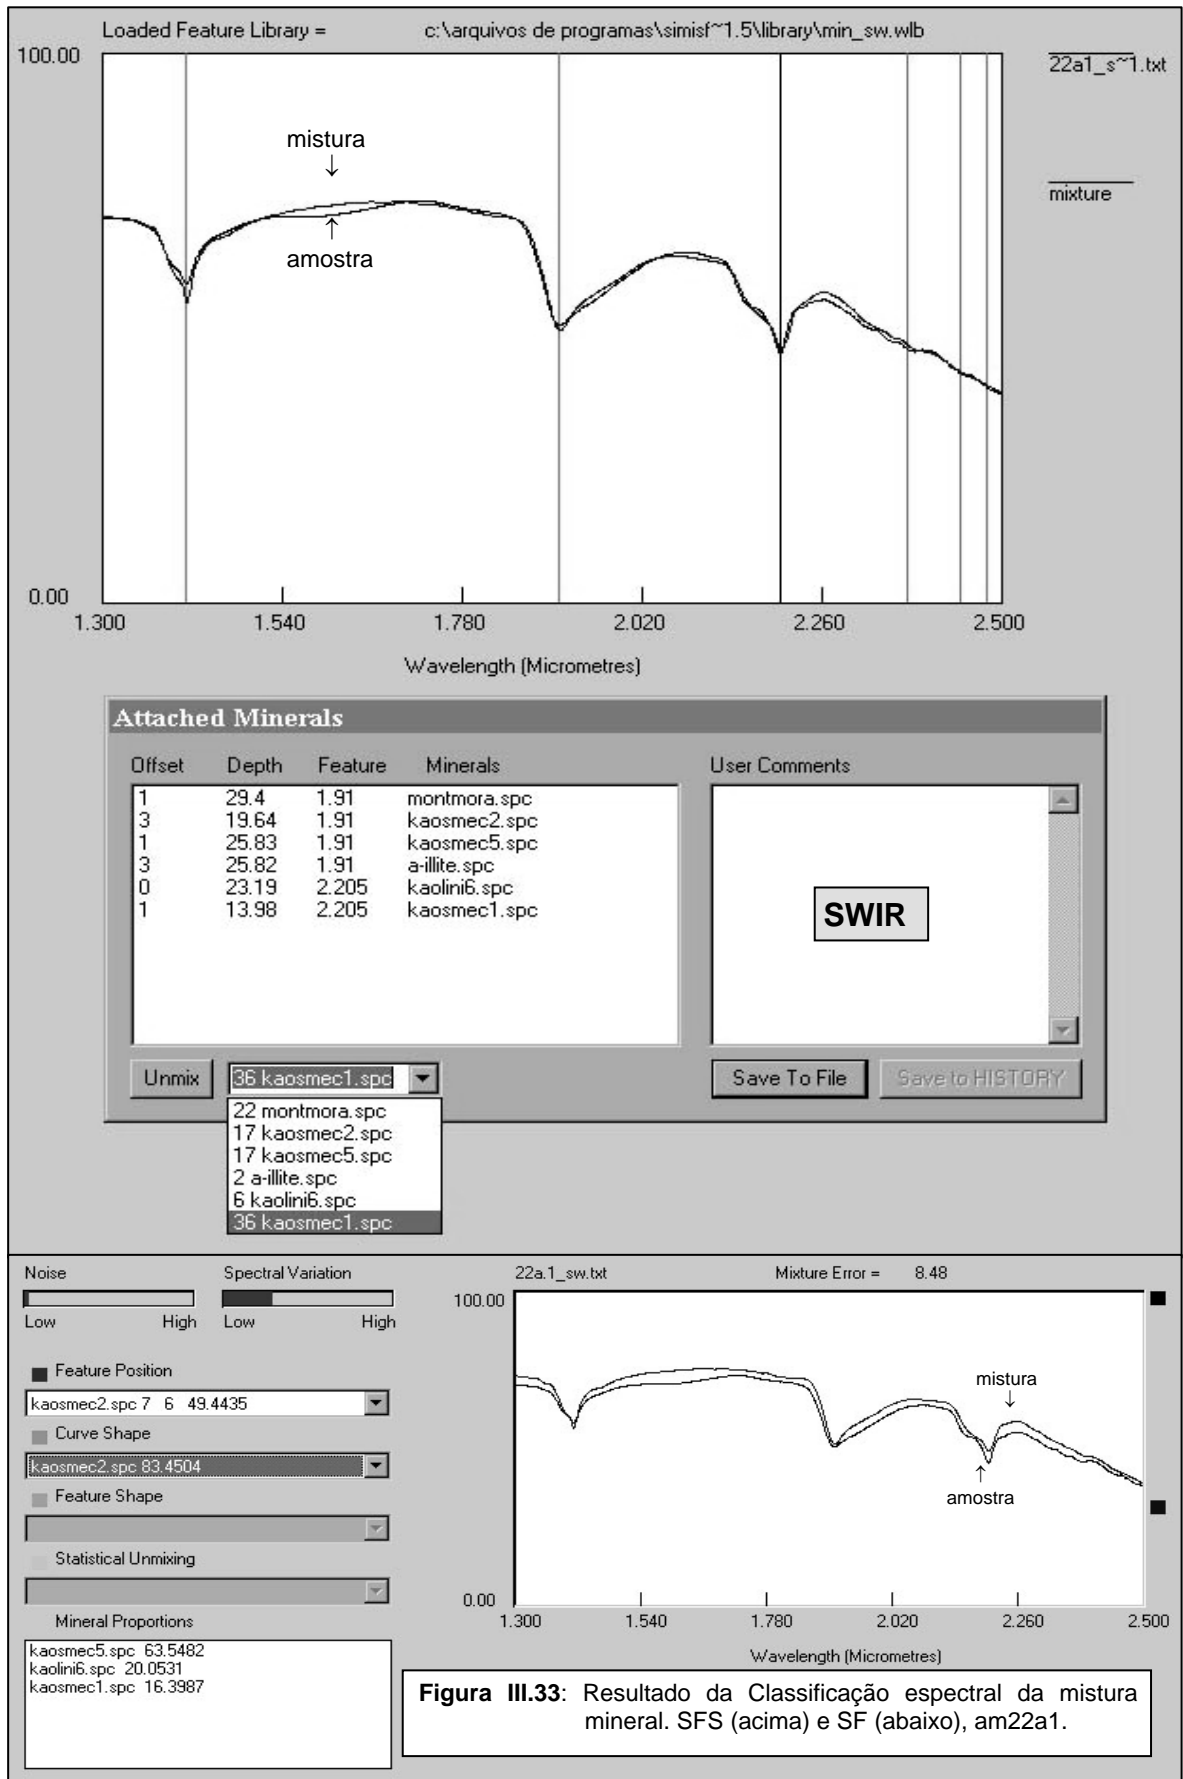 Loaded Feature Library = c:\arquivos de programas\simisf~1.5\library\min_sw.wlb
100.00
22a1_s~1.txt
mistura
↓
mixture
↑
amostra
0.00
1.300 1.540 1.780 2.020 2.260 2.500
Wavelength (Micrometres)
Attached Minerals
Offset Depth Feature Minerals
User Comments
1 29.4 1.91 montmora.spc
3 19.64 1.91 kaosmec2.spc
1 25.83 1.91 kaosmec5.spc
3 25.82 1.91 a-illite.spc
0 23.19 2.205 kaolini6.spc
1 13.98 2.205 kaosmec1.spc
SWIR
Unmix
36 kaosmec1.spc
Save To File
Save to HISTORY
22 montmora.spc
17 kaosmec2.spc
17 kaosmec5.spc
2 a-illite.spc
6 kaolini6.spc
36 kaosmec1.spc
Noise Spectral Variation
Low High Low High
Feature Position
kaosmec2.spc 7 6 49.4435
Curve Shape
kaosmec2.spc 83.4504
Feature Shape
Statistical Unmixing
Mineral Proportions
kaosmec5.spc 63.5482
kaolini6.spc 20.0531
kaosmec1.spc 16.3987
22a.1_sw.txt Mixture Error = 8.48
100.00
mistura
↓
↑
amostra
0.00
1.300 1.540 1.780 2.020 2.260 2.500
Wavelength (Micrometres)
Figura III.33: Resultado da Classificação espectral da mistura
mineral. SFS (acima) e SF (abaixo), am22a1.